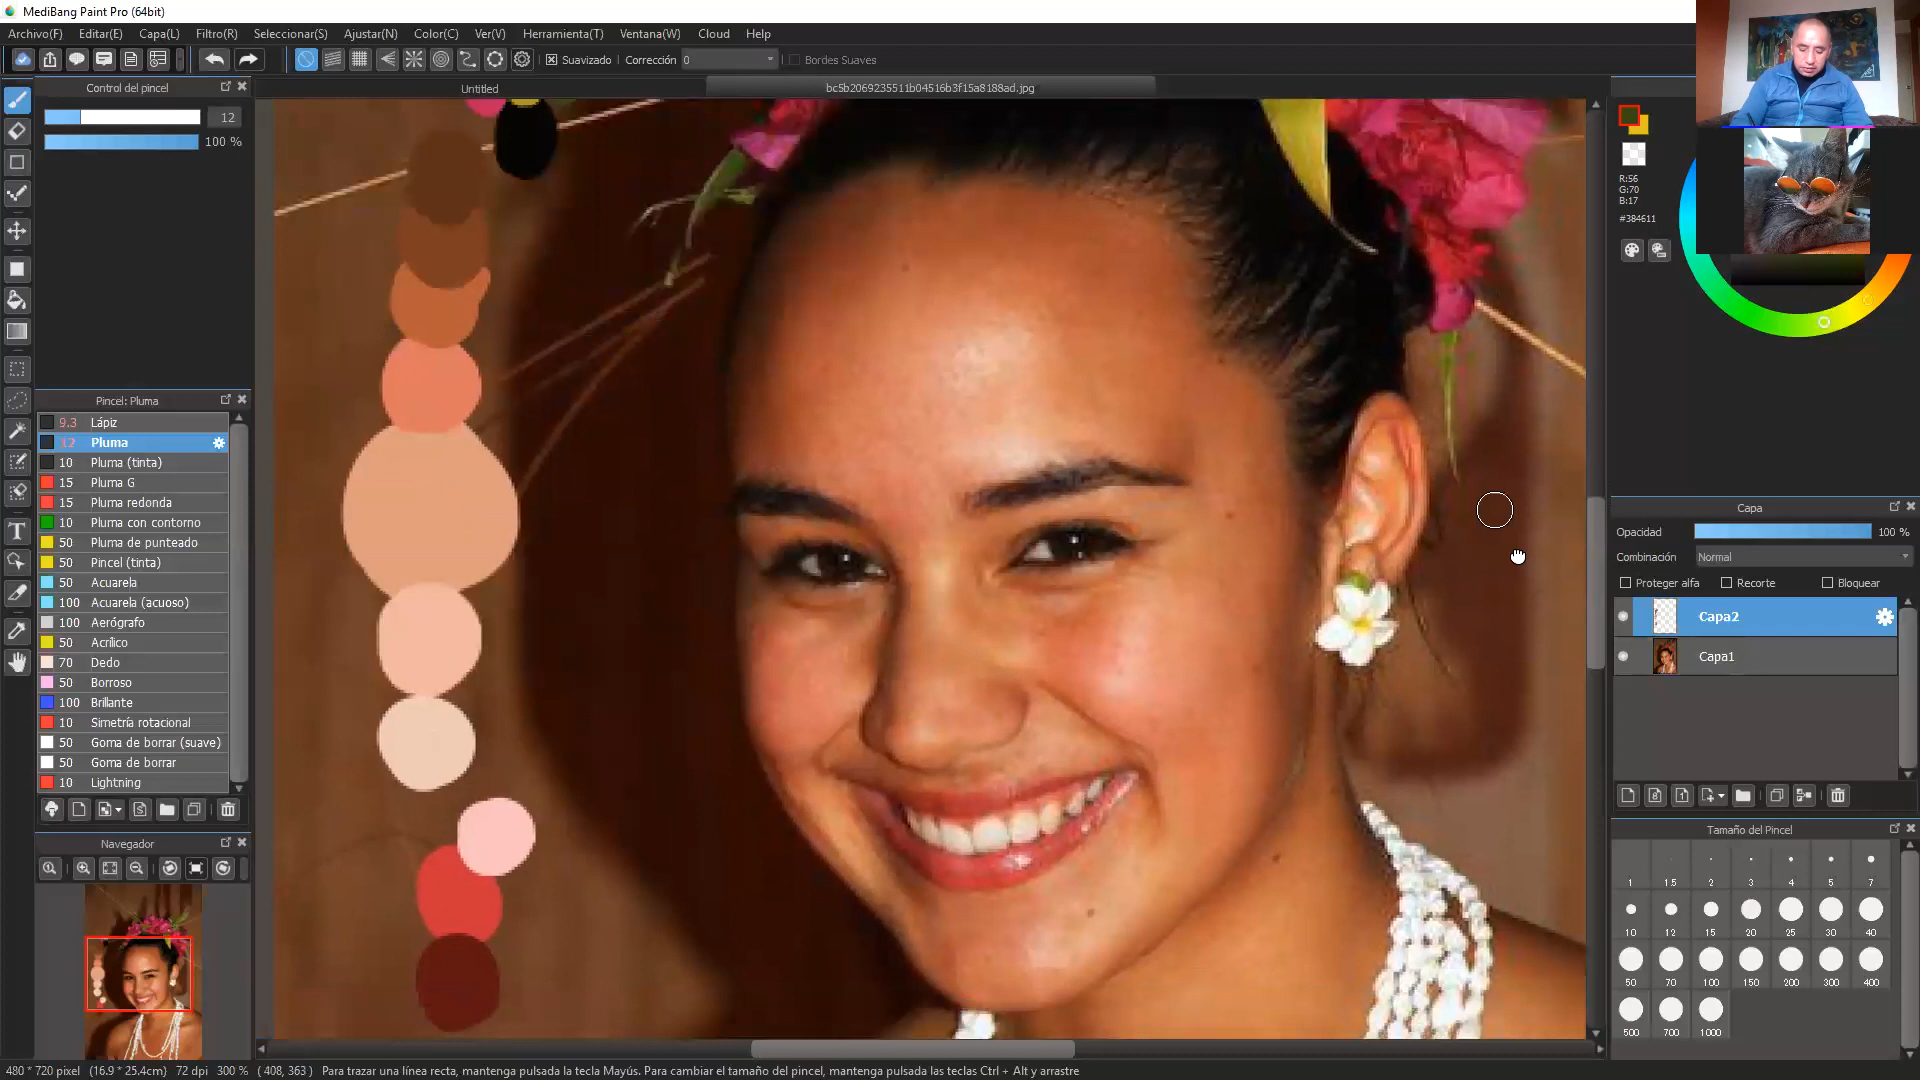 MediBang Paint Pro (64bit)
Archivo(F) Editar(E) Capa(L) Filtro(R) Seleccionar(S) Ajustar(N) Color(C) Ver(V) Herramienta(T) Ventana(W) Cloud Help
Suavizado Corrección 0 Bordes Suaves
Control del pincel
Untitled
bc5b2069235511b04516b3f15a8188ad.jpg
12
100 %
R:56
G:70
B:17
#384611
Pincel: Pluma
9.3 Lápiz
12 Pluma
10 Pluma (tinta)
15 Pluma G
15 Pluma redonda
10 Pluma con contorno
50 Pluma de punteado
50 Pincel (tinta)
50 Acuarela
100 Acuarela (acuoso)
100 Aerógrafo
50 Acrílico
70 Dedo
50 Borroso
100 Brillante
10 Simetría rotacional
50 Goma de borrar (suave)
50 Goma de borrar
10 Lightning
Navegador
Capa
Opacidad 100 %
Combinación Normal
Proteger alfa Recorte Bloquear
Capa2
Capa1
Tamaño del Pincel
1 1.5 2 3 4 5 7
10 12 15 20 25 30 40
50 70 100 150 200 300 400
500 700 1000
480 * 720 pixel (16.9 * 25.4cm) 72 dpi 300 % ( 408, 363 ) Para trazar una línea recta, mantenga pulsada la tecla Mayús. Para cambiar el tamaño del pincel, mantenga pulsadas las teclas Ctrl + Alt y arrastre